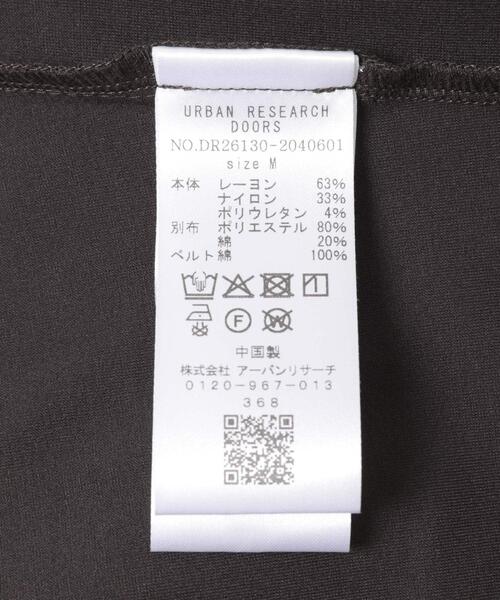 URBAN RESEARCH
DOORS
NO.DR26130-2040601
size M
本体 レーヨン 63%
ナイロン 33%
ポリウレタン 4%
別布 ポリエステル 80%
綿 20%
ベルト 綿 100%
F W
中国製
株式会社 アーバンリサーチ
0120-967-013
368